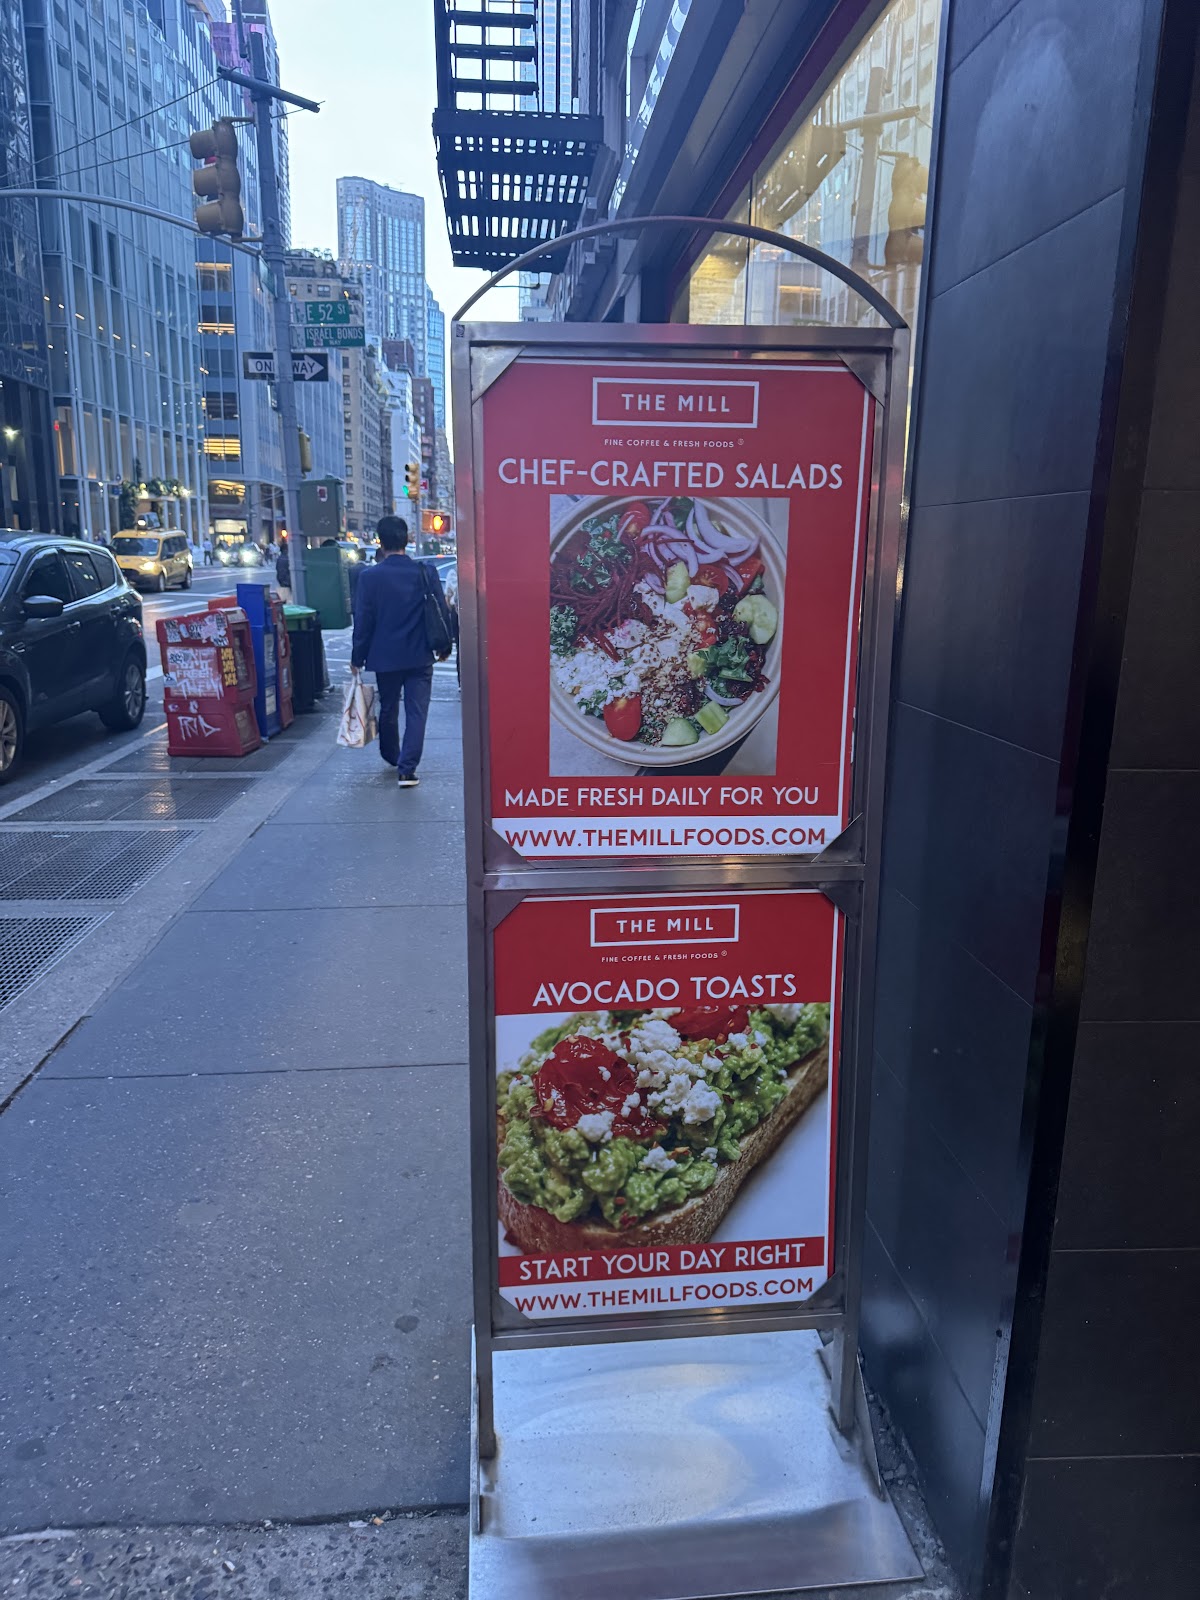 E 52 ST
ISRAEL BONDS
WAY
ONE WAY
THE MILL
FINE COFFEE & FRESH FOODS ®
CHEF-CRAFTED SALADS
MADE FRESH DAILY FOR YOU
WWW.THEMILLFOODS.COM
THE MILL
FINE COFFEE & FRESH FOODS ®
AVOCADO TOASTS
START YOUR DAY RIGHT
WWW.THEMILLFOODS.COM